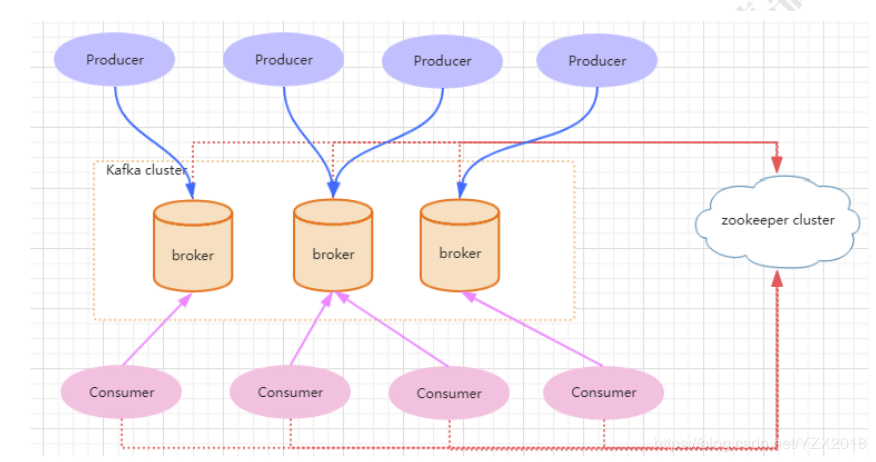 Producer
Producer
Producer
Producer
Kafka cluster
broker
broker
broker
zookeeper cluster
Consumer
Consumer
Consumer
Consumer
https://blog.csdn.net/YZX2018